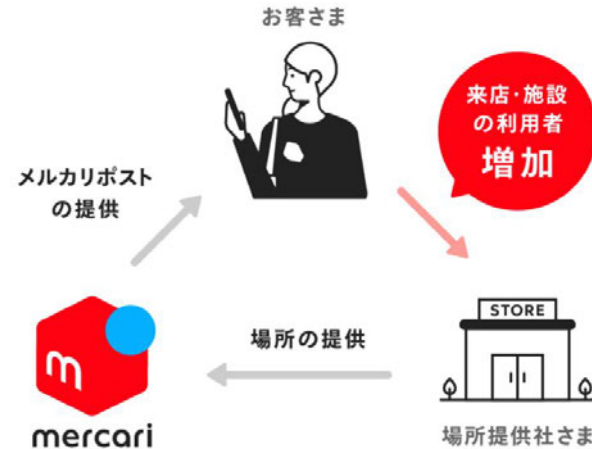 お客さま
来店・施設
の利用者
増加
メルカリポスト
の提供
STORE
場所の提供
m
mercari
場所提供社さま